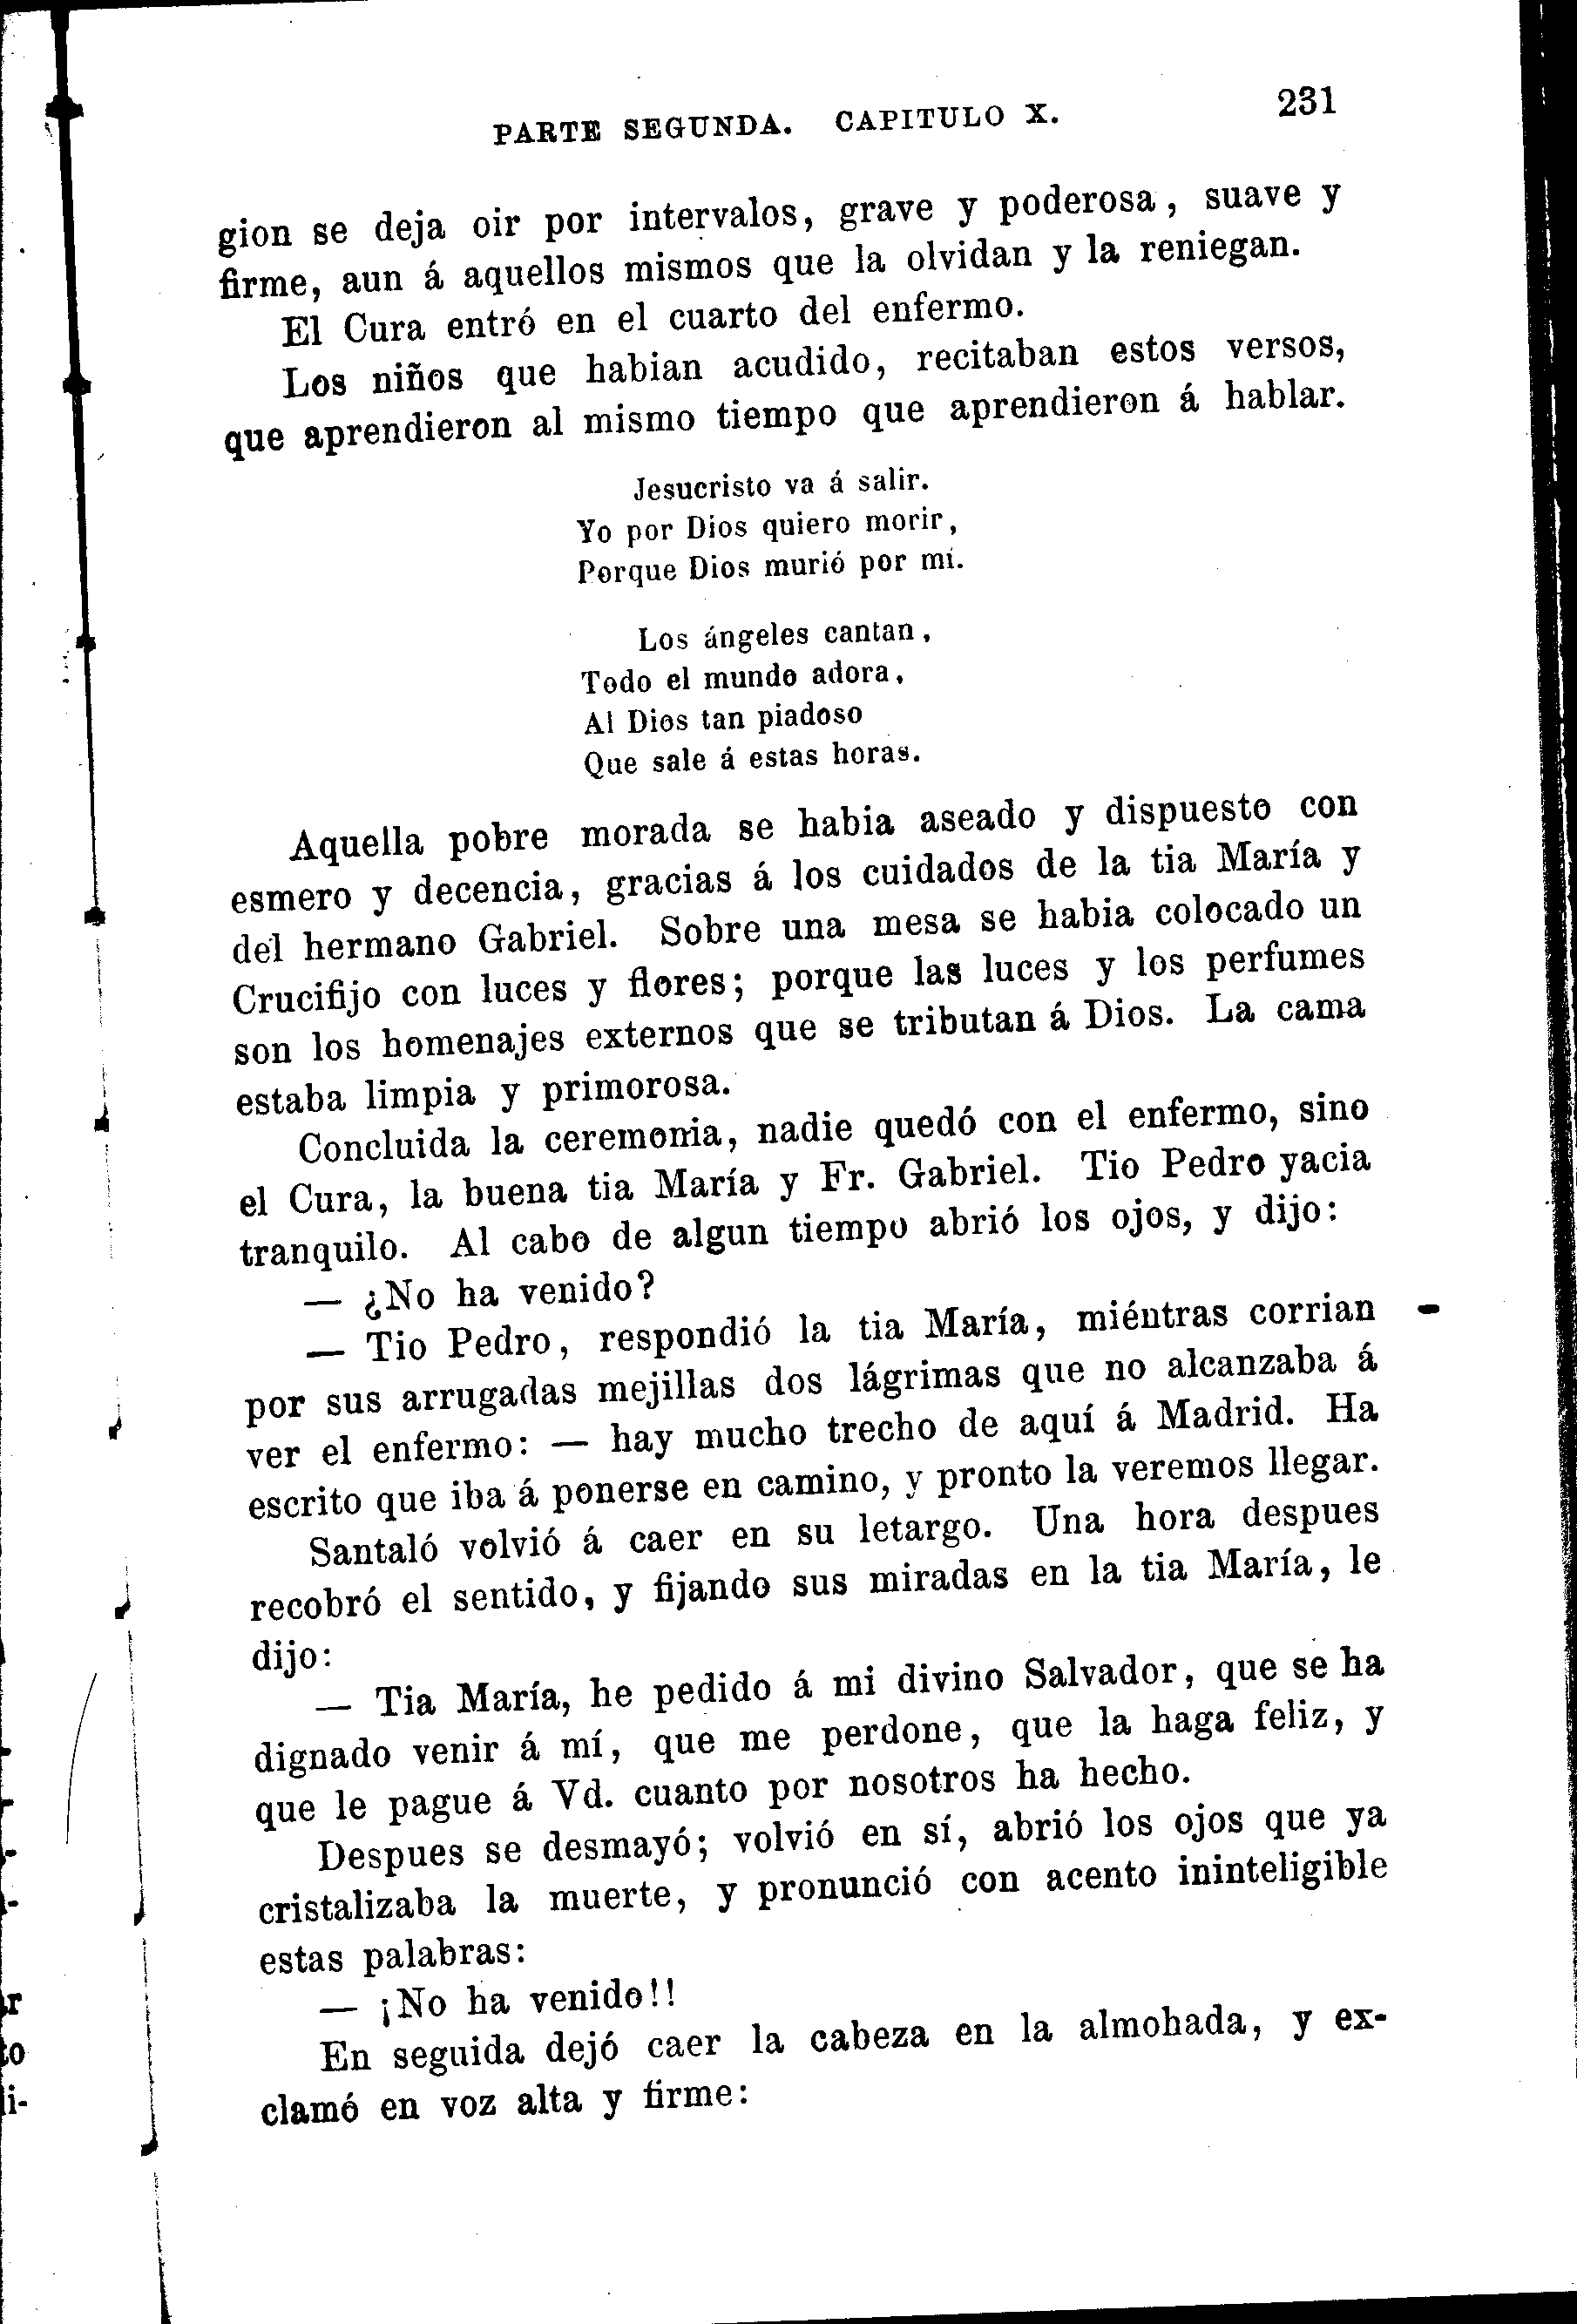 PARTE SEGUNDA. CAPITULO X. 231
gion se deja oir por intervalos, grave y poderosa, suave y
firme, aun á aquellos mismos que la olvidan y la reniegan.
El Cura entró en el cuarto del enfermo.
Los niños que habian acudido, recitaban estos versos,
que aprendieron al mismo tiempo que aprendieron á hablar.
Jesucristo va á salir.
Yo por Dios quiero morir,
Porque Dios murió por mí.
Los ángeles cantan,
Todo el mundo adora,
Al Dios tan piadoso
Que sale á estas horas.
Aquella pobre morada se habia aseado y dispuesto con
esmero y decencia, gracias á los cuidados de la tia María y
del hermano Gabriel. Sobre una mesa se habia colocado un
Crucifijo con luces y flores; porque las luces y los perfumes
son los homenajes externos que se tributan á Dios. La cama
estaba limpia y primorosa.
Concluida la ceremonia, nadie quedó con el enfermo, sino
el Cura, la buena tia María y Fr. Gabriel. Tio Pedro yacia
tranquilo. Al cabo de algun tiempo abrió los ojos, y dijo:
— ¿No ha venido?
— Tio Pedro, respondió la tia María, miéntras corrian
por sus arrugadas mejillas dos lágrimas que no alcanzaba á
ver el enfermo: — hay mucho trecho de aquí á Madrid. Ha
escrito que iba á ponerse en camino, y pronto la veremos llegar.
Santaló volvió á caer en su letargo. Una hora despues
recobró el sentido, y fijando sus miradas en la tia María, le
dijo:
— Tia María, he pedido á mi divino Salvador, que se ha
dignado venir á mí, que me perdone, que la haga feliz, y
que le pague á Vd. cuanto por nosotros ha hecho.
Despues se desmayó; volvió en sí, abrió los ojos que ya
cristalizaba la muerte, y pronunció con acento ininteligible
estas palabras:
— ¡No ha venido!!
En seguida dejó caer la cabeza en la almohada, y ex-
clamó en voz alta y firme: